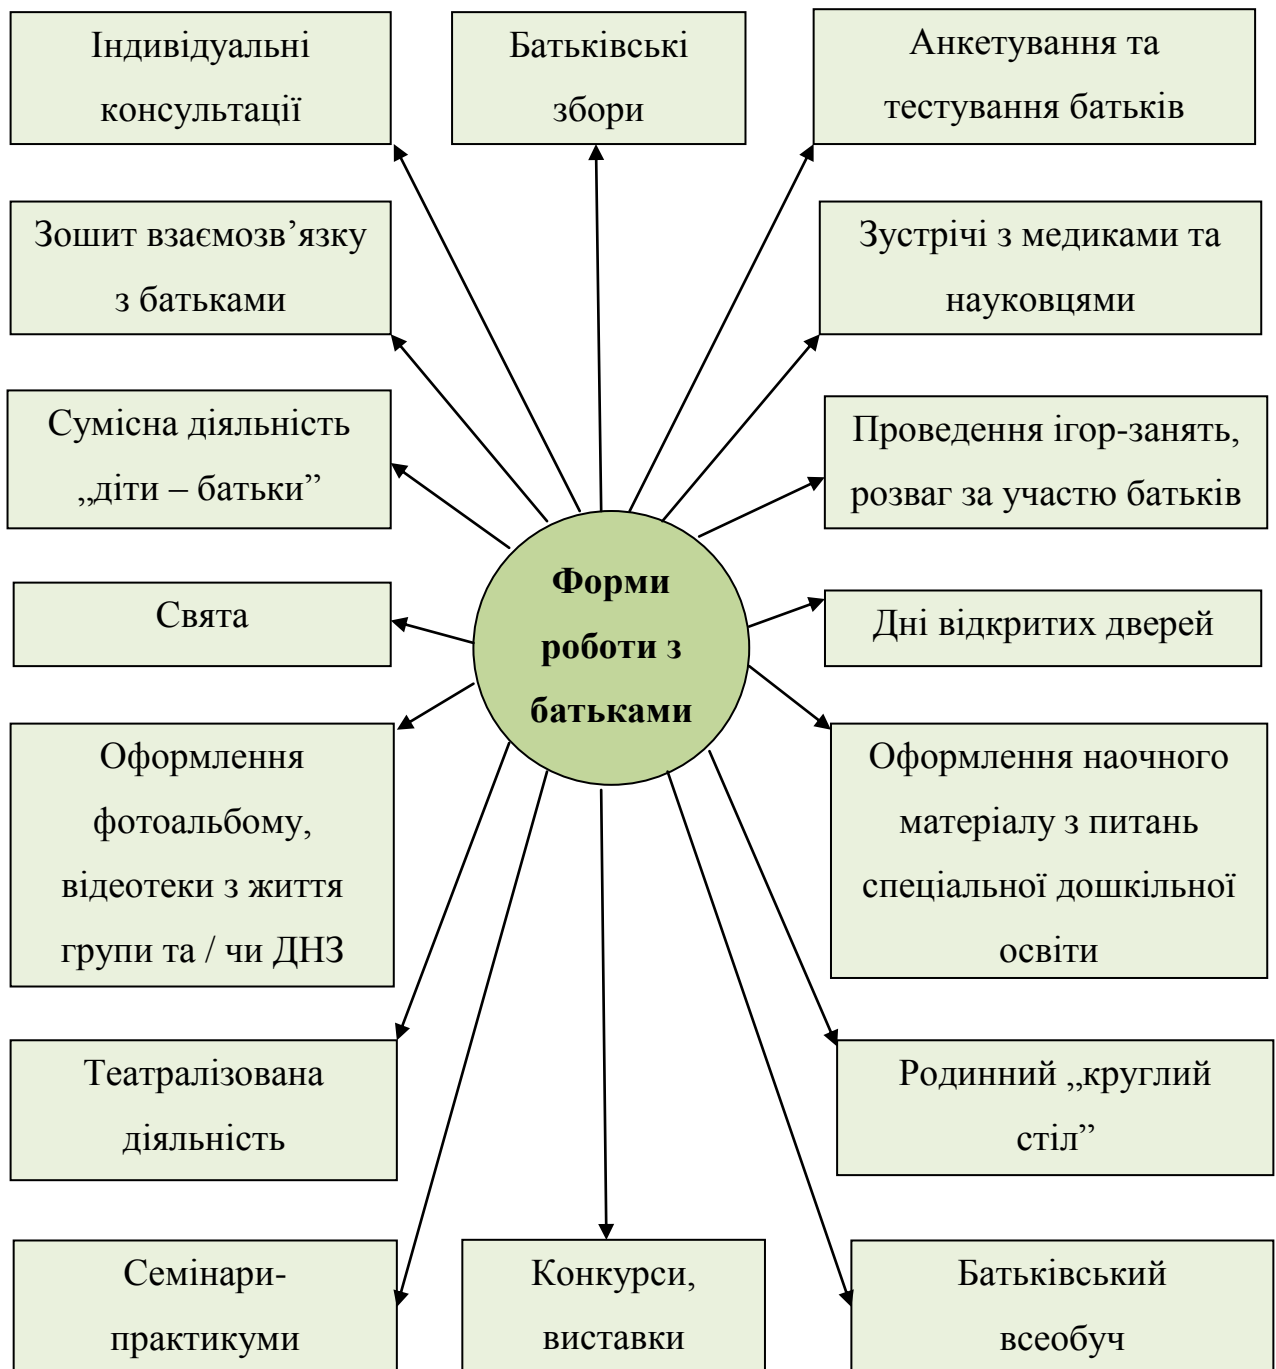 Індивідуальні
консультації
Батьківські
збори
Анкетування та
тестування батьків
Зошит взаємозв’язку
з батьками
Зустрічі з медиками та
науковцями
Сумісна діяльність
„діти – батьки”
Проведення ігор-занять,
розваг за участю батьків
Форми
роботи з
батьками
Свята
Дні відкритих дверей
Оформлення
фотоальбому,
відеотеки з життя
групи та / чи ДНЗ
Оформлення наочного
матеріалу з питань
спеціальної дошкільної
освіти
Театралізована
діяльність
Родинний „круглий
стіл”
Семінари-
практикуми
Конкурси,
виставки
Батьківський
всеобуч